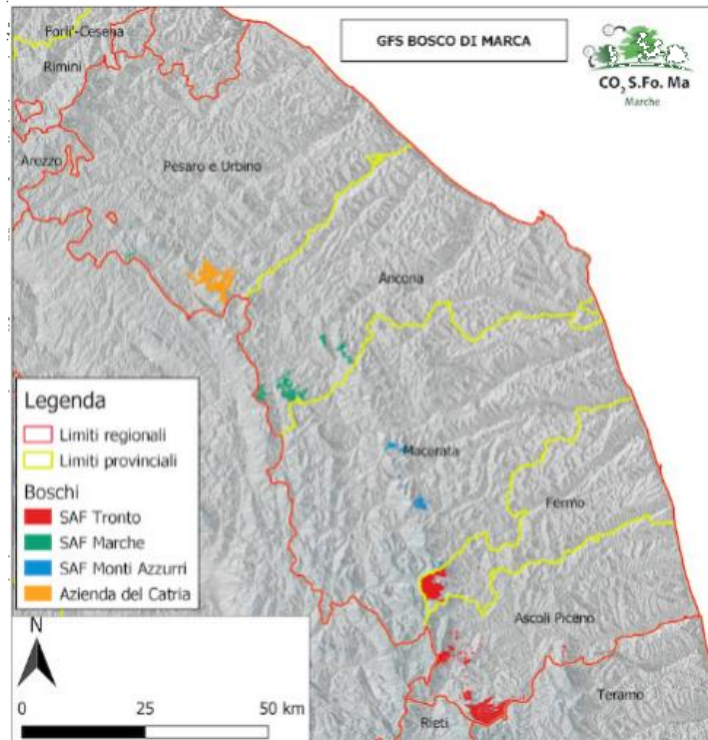 Forli'-Cesena
Rimini
GFS BOSCO DI MARCA
CO2 S.Fo. Ma
Marche
Arezzo
Pesaro e Urbino
Ancona
Legenda
Limiti regionali
Limiti provinciali
Boschi
SAF Tronto
SAF Marche
SAF Monti Azzurri
Azienda del Catria
Macerata
Fermo
Ascoli Piceno
Teramo
Rieti
N
0 25 50 km